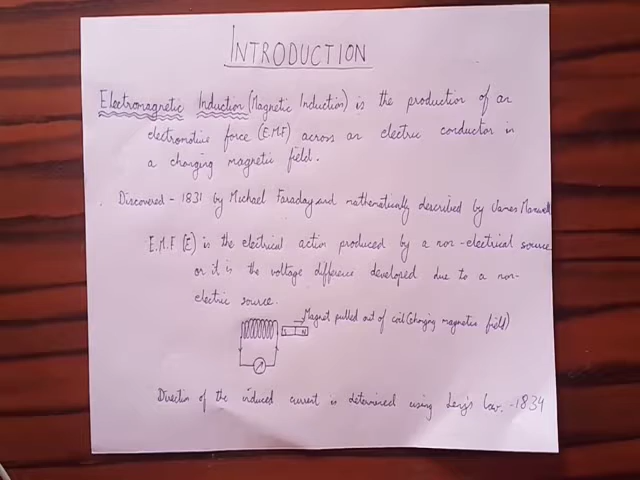 INTRODUCTION
Electromagnetic Induction (Magnetic Induction) is the production of an
electromotive force (E.M.F) across an electric conductor in
a changing magnetic field.
Discovered - 1831 by Michael Faraday and mathematically described by James Maxwell
E.M.F (E) is the electrical action produced by a non-electrical source
or it is the voltage difference developed due to a non-
electric source.
Magnet pulled out of coil (changing magnetic field)
S N
Direction of the induced current is determined using Lenz's law. - 1834